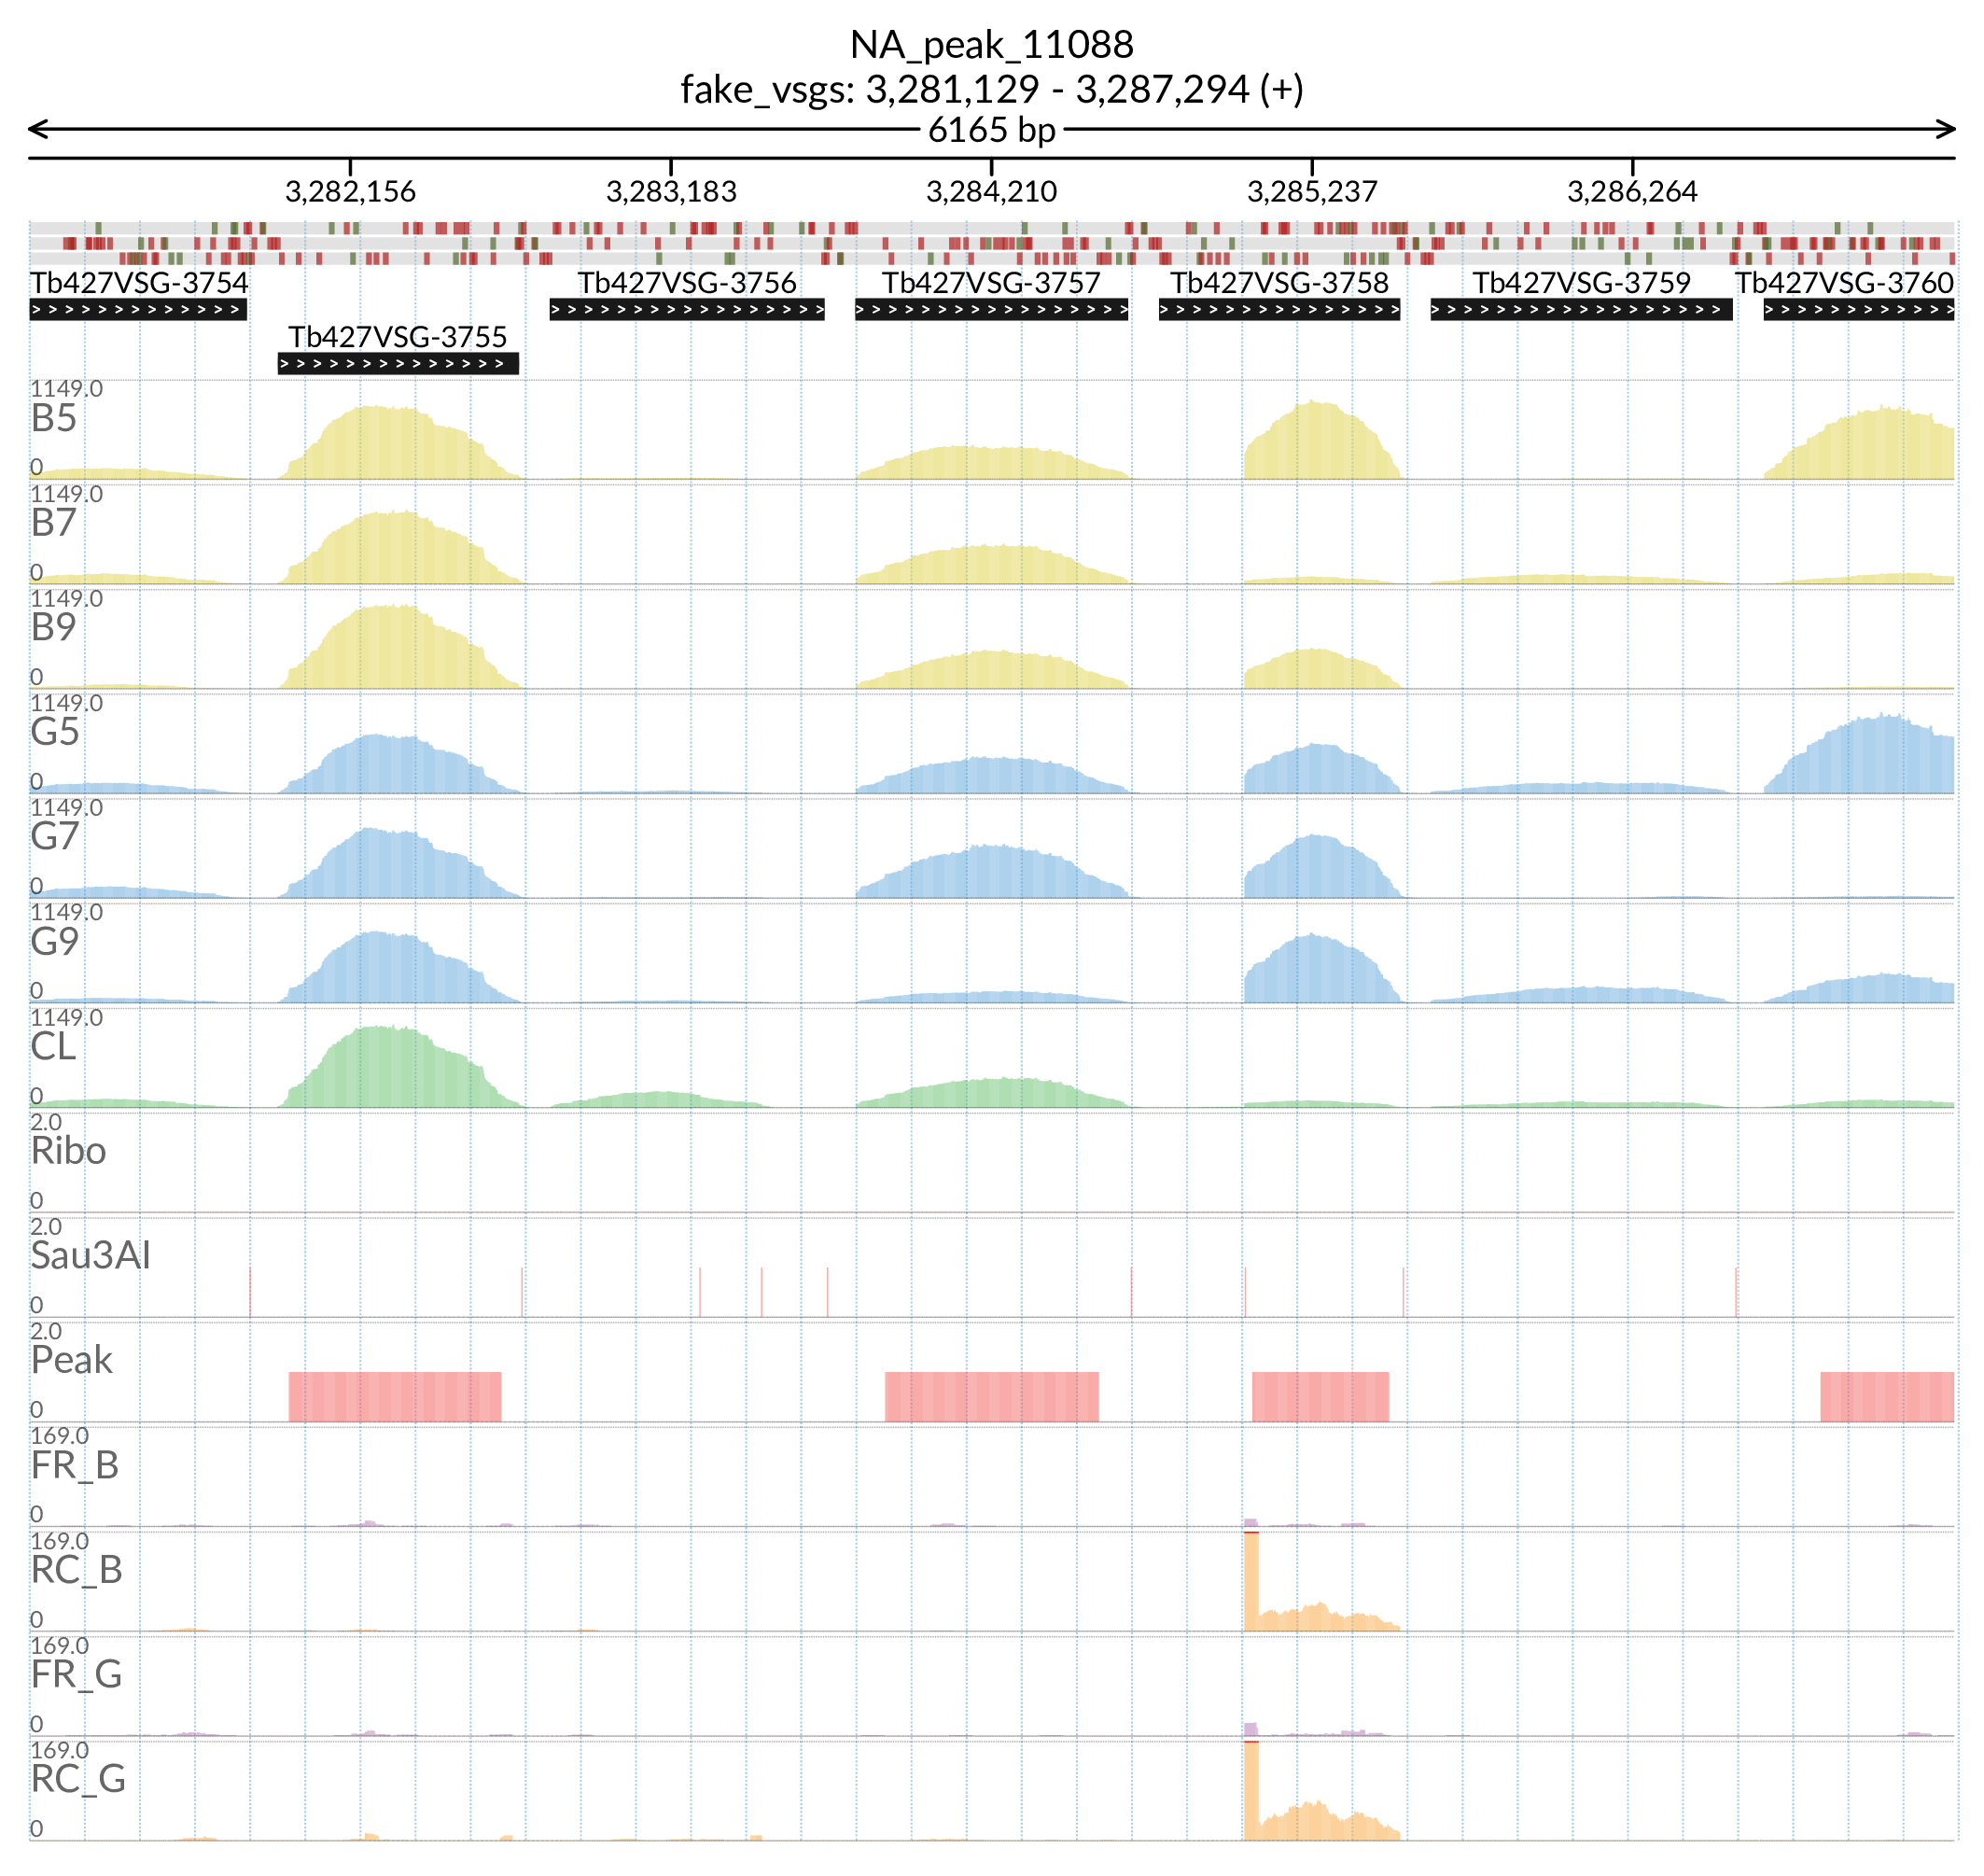 NA_peak_11088
fake_vsgs: 3,281,129 - 3,287,294 (+)
6165 bp
3,282,156 3,283,183 3,284,210 3,285,237 3,286,264
Tb427VSG-3754 Tb427VSG-3756 Tb427VSG-3757 Tb427VSG-3758 Tb427VSG-3759 Tb427VSG-3760
Tb427VSG-3755
1149.0
B5
0
1149.0
B7
0
1149.0
B9
0
1149.0
G5
0
1149.0
G7
0
1149.0
G9
0
1149.0
CL
0
2.0
Ribo
0
2.0
Sau3AI
0
2.0
Peak
0
169.0
FR_B
0
169.0
RC_B
0
169.0
FR_G
0
169.0
RC_G
0